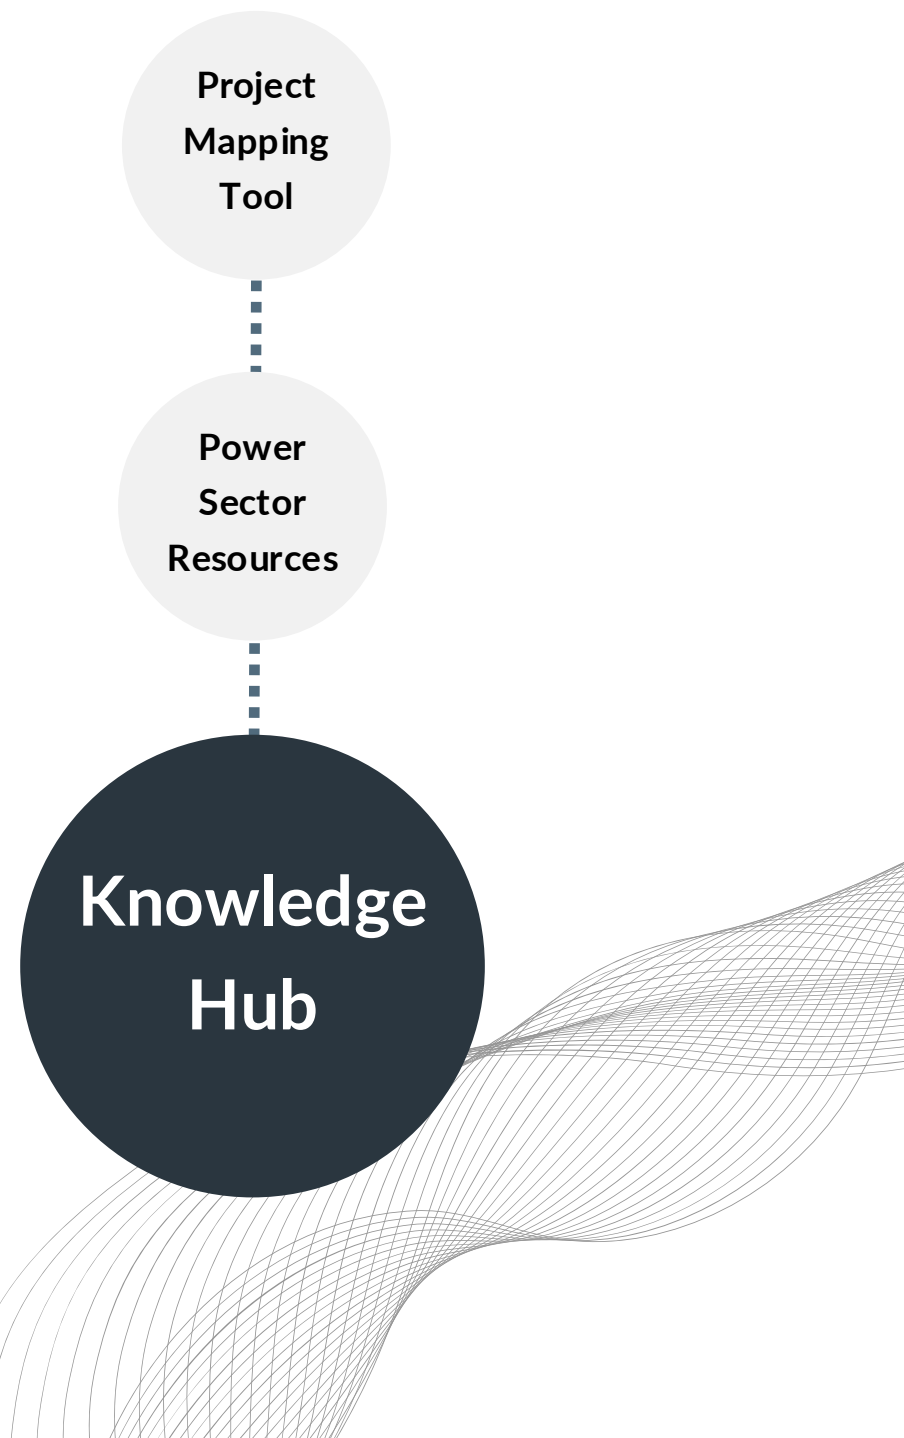 Project
Mapping
Tool
Power
Sector
Resources
Knowledge
Hub